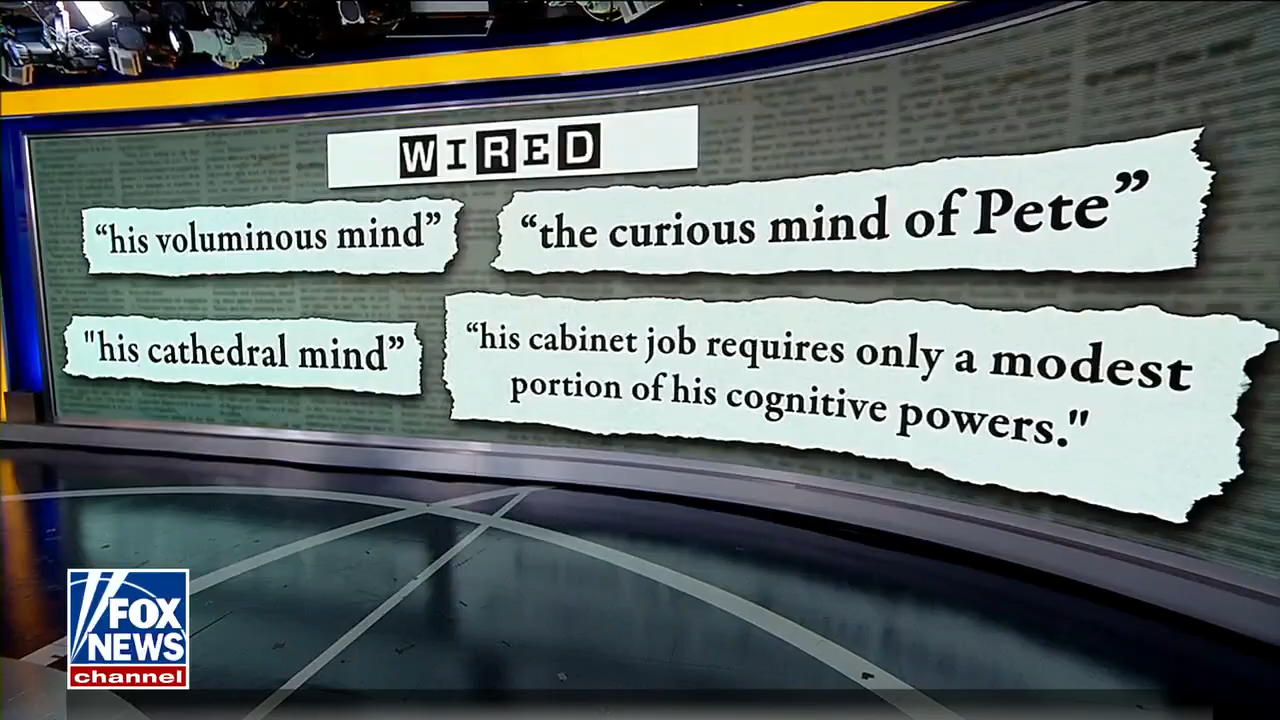 WIRED
“his voluminous mind”
“the curious mind of Pete”
"his cathedral mind”
“his cabinet job requires only a modest
portion of his cognitive powers."
FOX
NEWS
channel